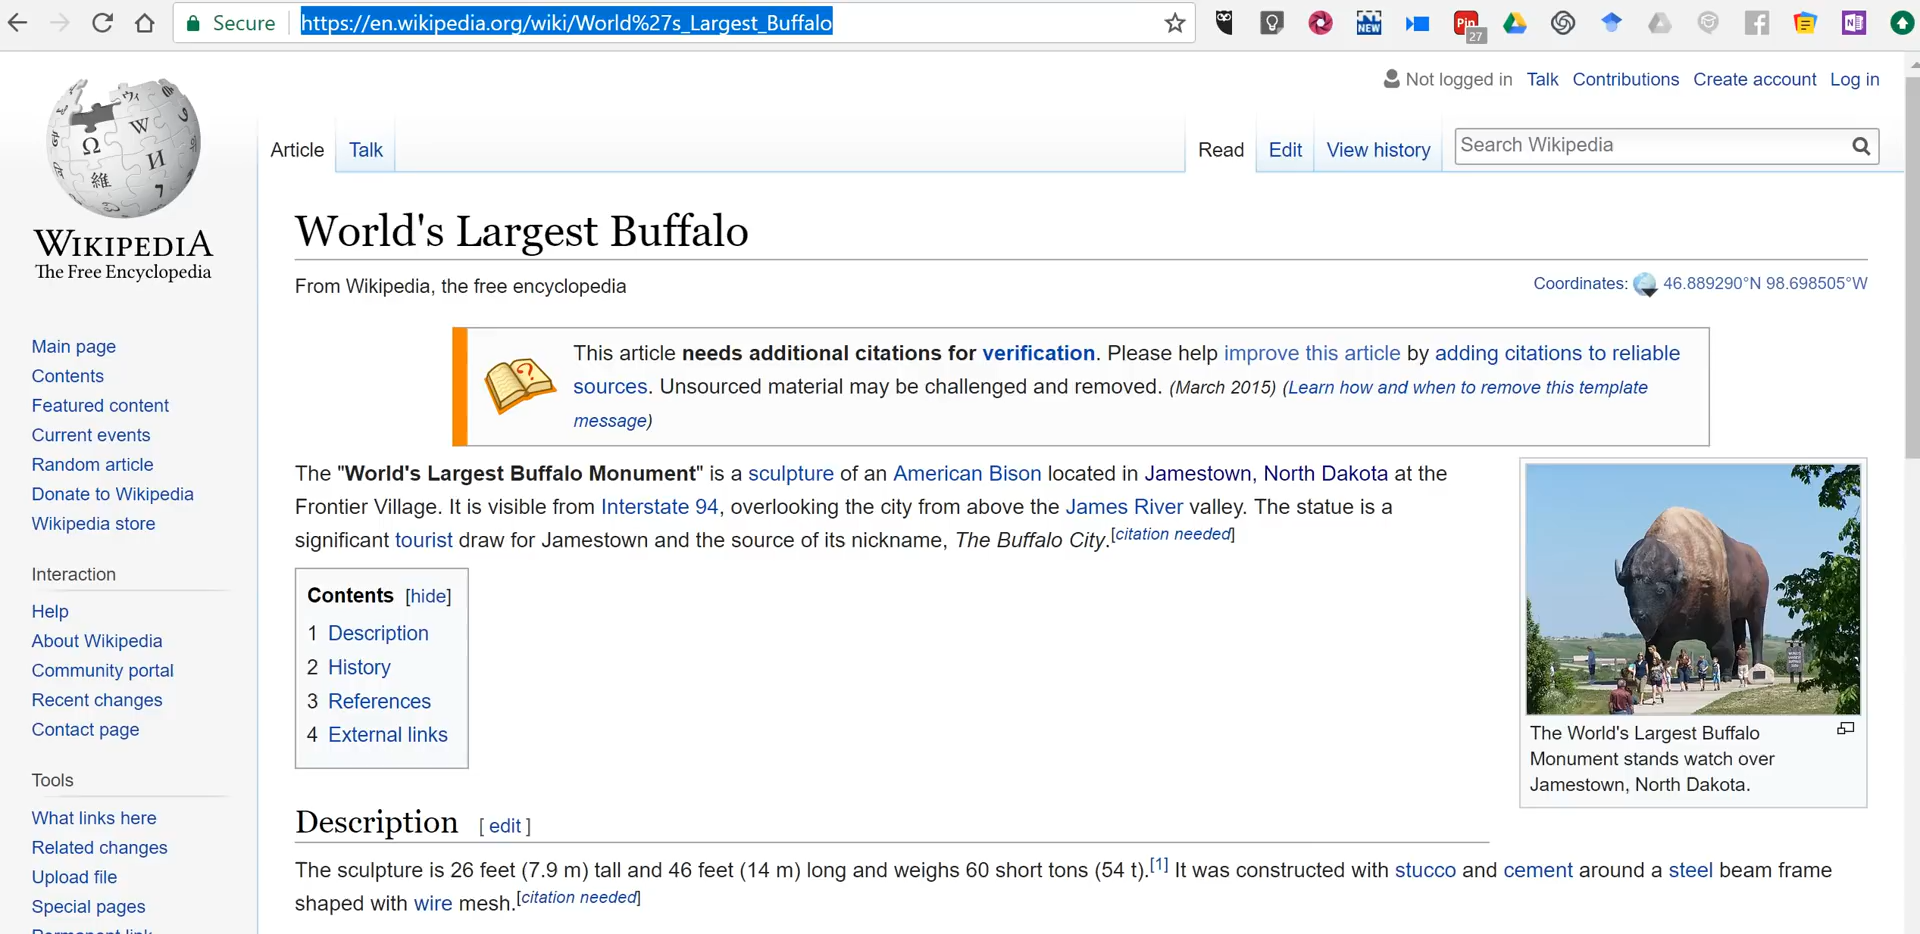 Secure https://en.wikipedia.org/wiki/World%27s_Largest_Buffalo
NEW
Pin
27
N
Not logged in Talk Contributions Create account Log in
Article Talk Read Edit View history Search Wikipedia
Ω W И 維
WIKIPEDIA
The Free Encyclopedia
Main page
Contents
Featured content
Current events
Random article
Donate to Wikipedia
Wikipedia store
Interaction
Help
About Wikipedia
Community portal
Recent changes
Contact page
Tools
What links here
Related changes
Upload file
Special pages
Permanent link
World's Largest Buffalo
From Wikipedia, the free encyclopedia
Coordinates: 46.889290°N 98.698505°W
?
This article needs additional citations for verification. Please help improve this article by adding citations to reliable
sources. Unsourced material may be challenged and removed. (March 2015) (Learn how and when to remove this template
message)
The "World's Largest Buffalo Monument" is a sculpture of an American Bison located in Jamestown, North Dakota at the
Frontier Village. It is visible from Interstate 94, overlooking the city from above the James River valley. The statue is a
significant tourist draw for Jamestown and the source of its nickname, The Buffalo City.[citation needed]
Contents [hide]
1 Description
2 History
3 References
4 External links
The World's Largest Buffalo
Monument stands watch over
Jamestown, North Dakota.
Description [ edit ]
The sculpture is 26 feet (7.9 m) tall and 46 feet (14 m) long and weighs 60 short tons (54 t).[1] It was constructed with stucco and cement around a steel beam frame
shaped with wire mesh.[citation needed]